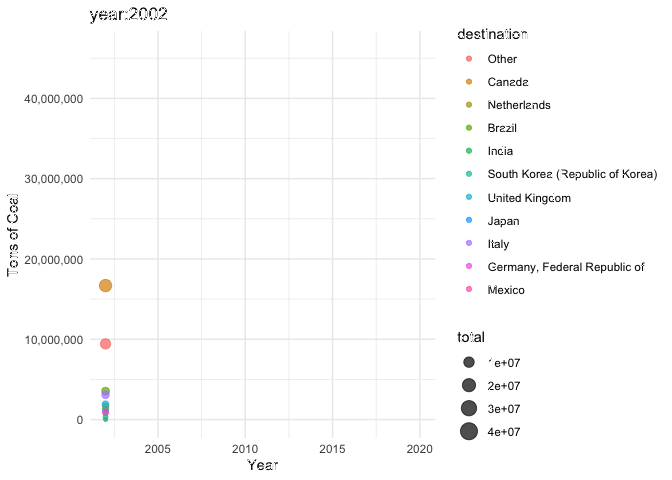 year:2002
destination
Other
Canada
Netherlands
Brazil
India
South Korea (Republic of Korea)
United Kingdom
Japan
Italy
Germany, Federal Republic of
Mexico
total
1e+07
2e+07
3e+07
4e+07
Tons of Coal
40,000,000
30,000,000
20,000,000
10,000,000
0
2005
2010
2015
2020
Year